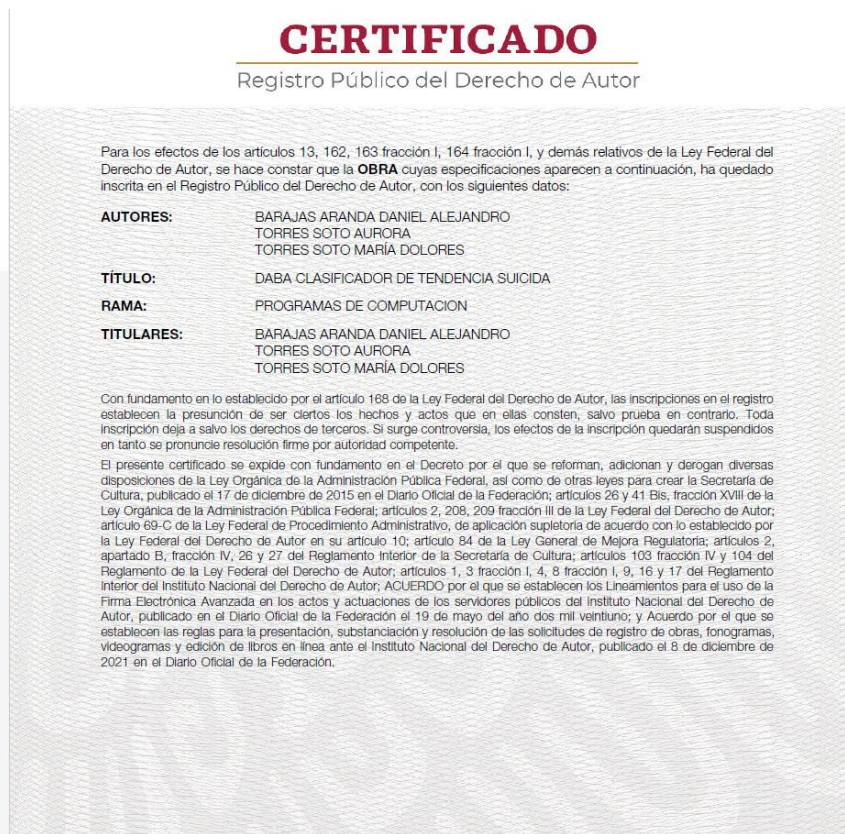 CERTIFICADO
Registro Público del Derecho de Autor
Para los efectos de los artículos 13, 162, 163 fracción I, 164 fracción I, y demás relativos de la Ley Federal del
Derecho de Autor, se hace constar que la OBRA cuyas especificaciones aparecen a continuación, ha quedado
inscrita en el Registro Público del Derecho de Autor, con los siguientes datos:
AUTORES: BARAJAS ARANDA DANIEL ALEJANDRO
TORRES SOTO AURORA
TORRES SOTO MARÍA DOLORES
TÍTULO: DABA CLASIFICADOR DE TENDENCIA SUICIDA
RAMA: PROGRAMAS DE COMPUTACION
TITULARES: BARAJAS ARANDA DANIEL ALEJANDRO
TORRES SOTO AURORA
TORRES SOTO MARÍA DOLORES
Con fundamento en lo establecido por el artículo 168 de la Ley Federal del Derecho de Autor, las inscripciones en el registro
establecen la presunción de ser ciertos los hechos y actos que en ellas consten, salvo prueba en contrario. Toda
inscripción deja a salvo los derechos de terceros. Si surge controversia, los efectos de la inscripción quedarán suspendidos
en tanto se pronuncie resolución firme por autoridad competente.
El presente certificado se expide con fundamento en el Decreto por el que se reforman, adicionan y derogan diversas
disposiciones de la Ley Orgánica de la Administración Pública Federal, así como de otras leyes para crear la Secretaría de
Cultura, publicado el 17 de diciembre de 2015 en el Diario Oficial de la Federación; artículos 26 y 41 Bis, fracción XVIII de la
Ley Orgánica de la Administración Pública Federal; artículos 2, 208, 209 fracción III de la Ley Federal del Derecho de Autor;
artículo 69-C de la Ley Federal de Procedimiento Administrativo, de aplicación supletoria de acuerdo con lo establecido por
la Ley Federal del Derecho de Autor en su artículo 10; artículo 84 de la Ley General de Mejora Regulatoria; artículos 2,
apartado B, fracción IV, 26 y 27 del Reglamento Interior de la Secretaría de Cultura; artículos 103 fracción IV y 104 del
Reglamento de la Ley Federal del Derecho de Autor; artículos 1, 3 fracción I, 4, 8 fracción I, 9, 16 y 17 del Reglamento
Interior del Instituto Nacional del Derecho de Autor; ACUERDO por el que se establecen los Lineamientos para el uso de la
Firma Electrónica Avanzada en los actos y actuaciones de los servidores públicos del Instituto Nacional del Derecho de
Autor, publicado en el Diario Oficial de la Federación el 19 de mayo del año dos mil veintiuno; y Acuerdo por el que se
establecen las reglas para la presentación, substanciación y resolución de las solicitudes de registro de obras, fonogramas,
videogramas y edición de libros en línea ante el Instituto Nacional del Derecho de Autor, publicado el 8 de diciembre de
2021 en el Diario Oficial de la Federación.